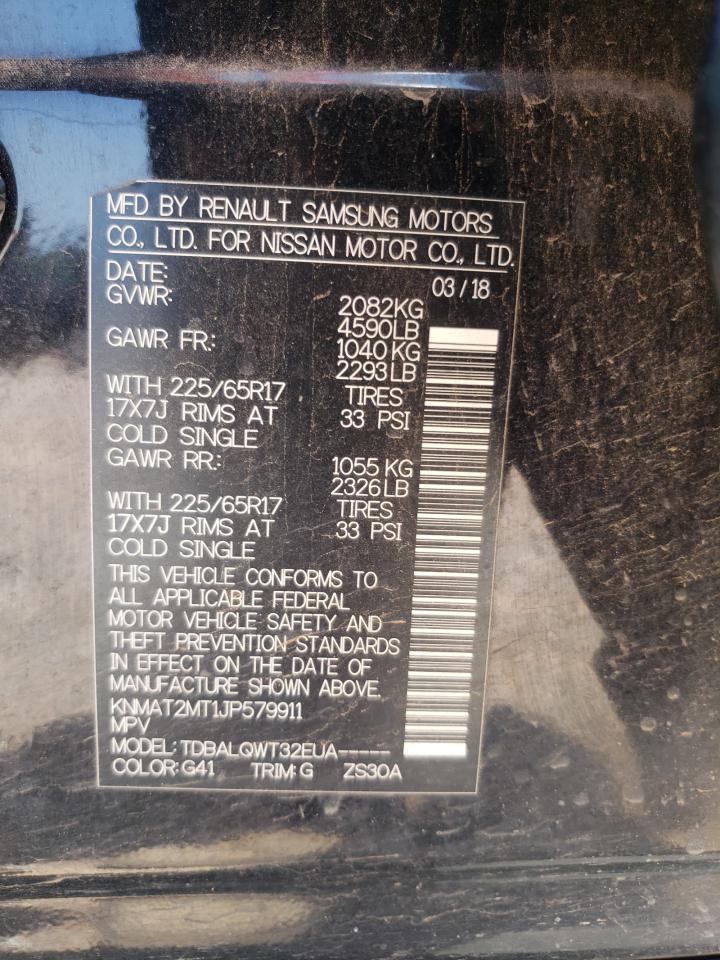 MFD BY RENAULT SAMSUNG MOTORS
CO., LTD. FOR NISSAN MOTOR CO., LTD.
DATE: 03 / 18
GVWR: 2082KG
4590LB
GAWR FR.: 1040 KG
2293 LB
WITH 225/65R17 TIRES
17X7J RIMS AT 33 PSI
COLD SINGLE
GAWR RR.: 1055 KG
2326 LB
WITH 225/65R17 TIRES
17X7J RIMS AT 33 PSI
COLD SINGLE
THIS VEHICLE CONFORMS TO
ALL APPLICABLE FEDERAL
MOTOR VEHICLE SAFETY AND
THEFT PREVENTION STANDARDS
IN EFFECT ON THE DATE OF
MANUFACTURE SHOWN ABOVE.
KNMAT2MT1JP579911
MPV
MODEL: TDBALQWT32EUA-----
COLOR: G41 TRIM: G ZS30A